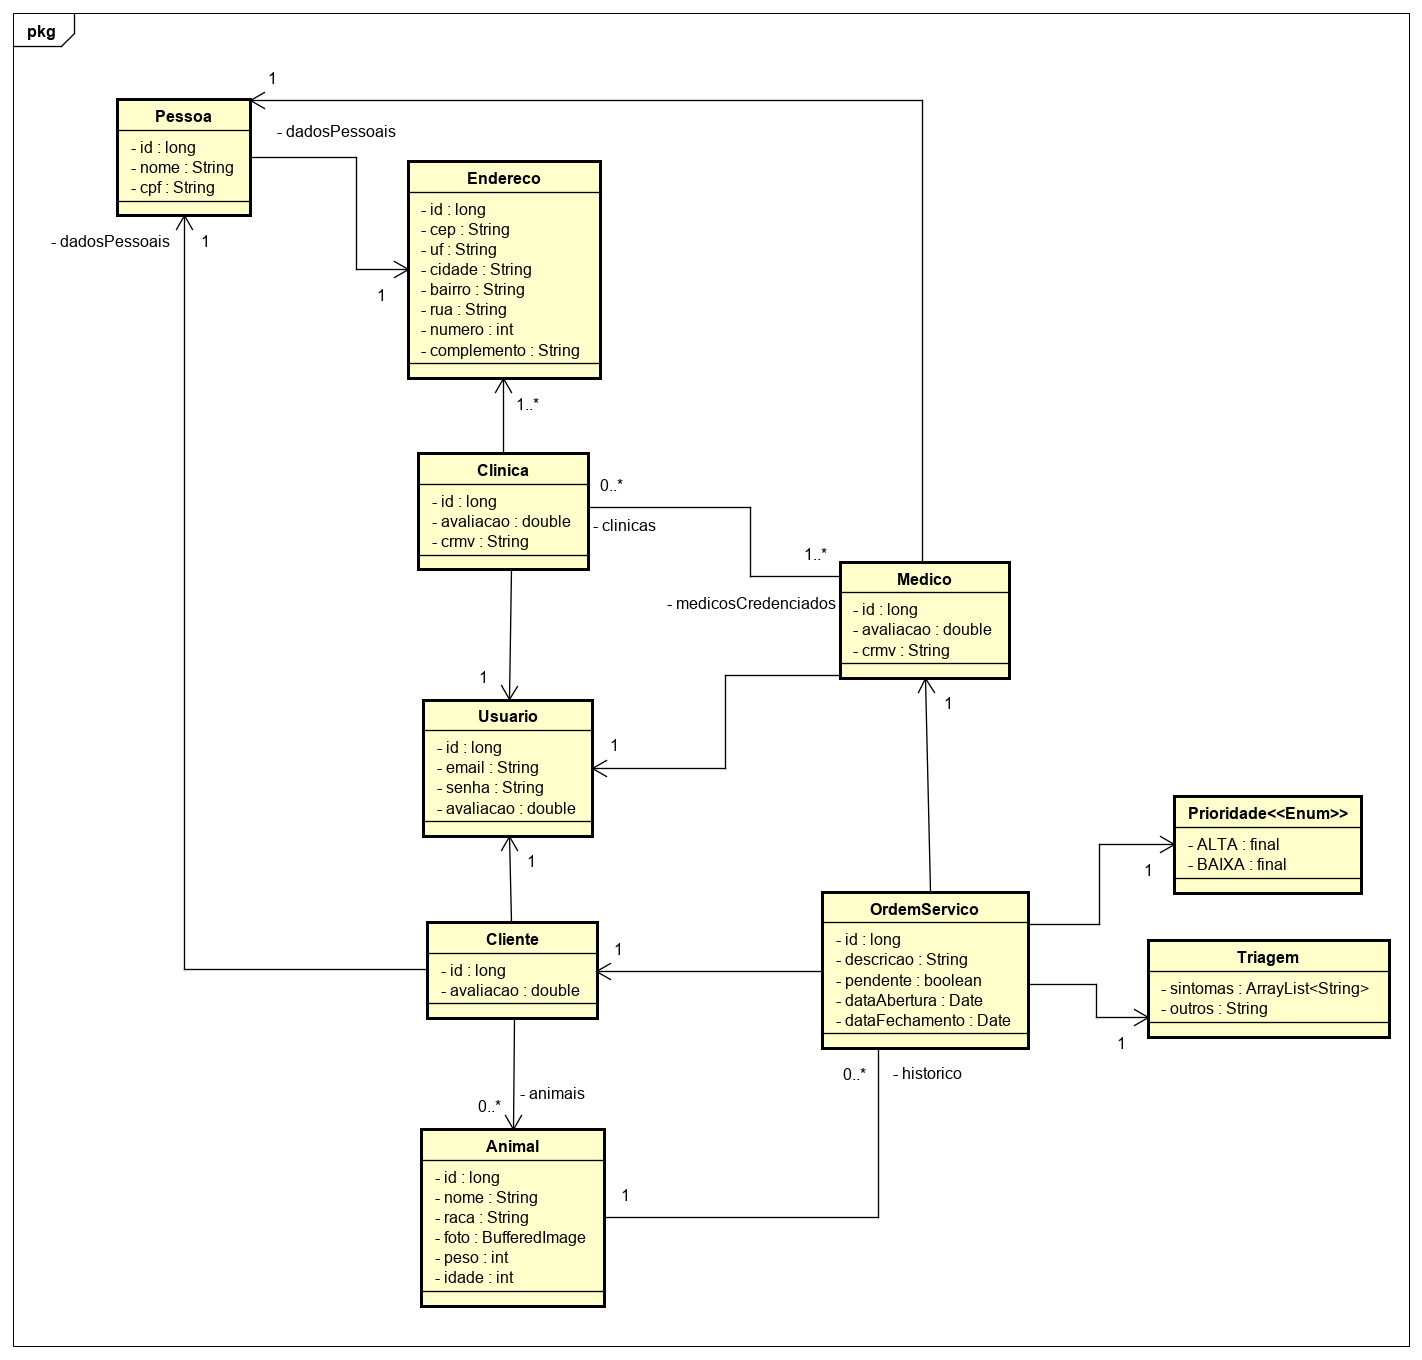 pkg
1
Pessoa
- id : long
- nome : String
- cpf : String
- dadosPessoais
1
Endereco
- id : long
- cep : String
- uf : String
- cidade : String
- bairro : String
- rua : String
- numero : int
- complemento : String
- dadosPessoais
1
1..*
Clinica
- id : long
- avaliacao : double
- crmv : String
0..*
- clinicas
1..*
- medicosCredenciados
Medico
- id : long
- avaliacao : double
- crmv : String
1
1
1
Usuario
- id : long
- email : String
- senha : String
- avaliacao : double
1
Prioridade<<Enum>>
- ALTA : final
- BAIXA : final
1
Cliente
- id : long
- avaliacao : double
1
OrdemServico
- id : long
- descricao : String
- pendente : boolean
- dataAbertura : Date
- dataFechamento : Date
Triagem
- sintomas : ArrayList<String>
- outros : String
1
0..*
- historico
- animais
0..*
Animal
- id : long
- nome : String
- raca : String
- foto : BufferedImage
- peso : int
- idade : int
1